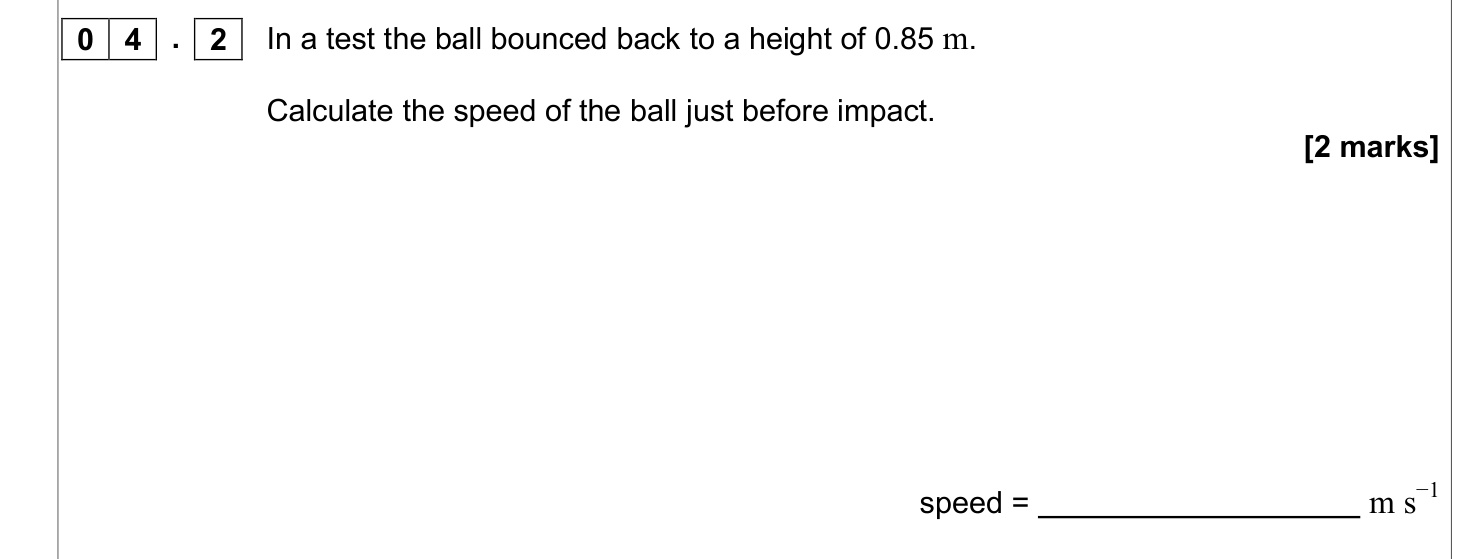 0 4 . 2 In a test the ball bounced back to a height of 0.85 m.
Calculate the speed of the ball just before impact.
[2 marks]
speed = ____________________ m s⁻¹